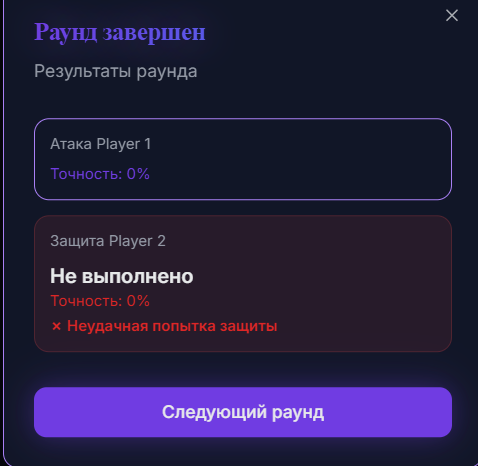 Раунд завершен
Результаты раунда
Атака Player 1
Точность: 0%
Защита Player 2
Не выполнено
Точность: 0%
× Неудачная попытка защиты
Следующий раунд